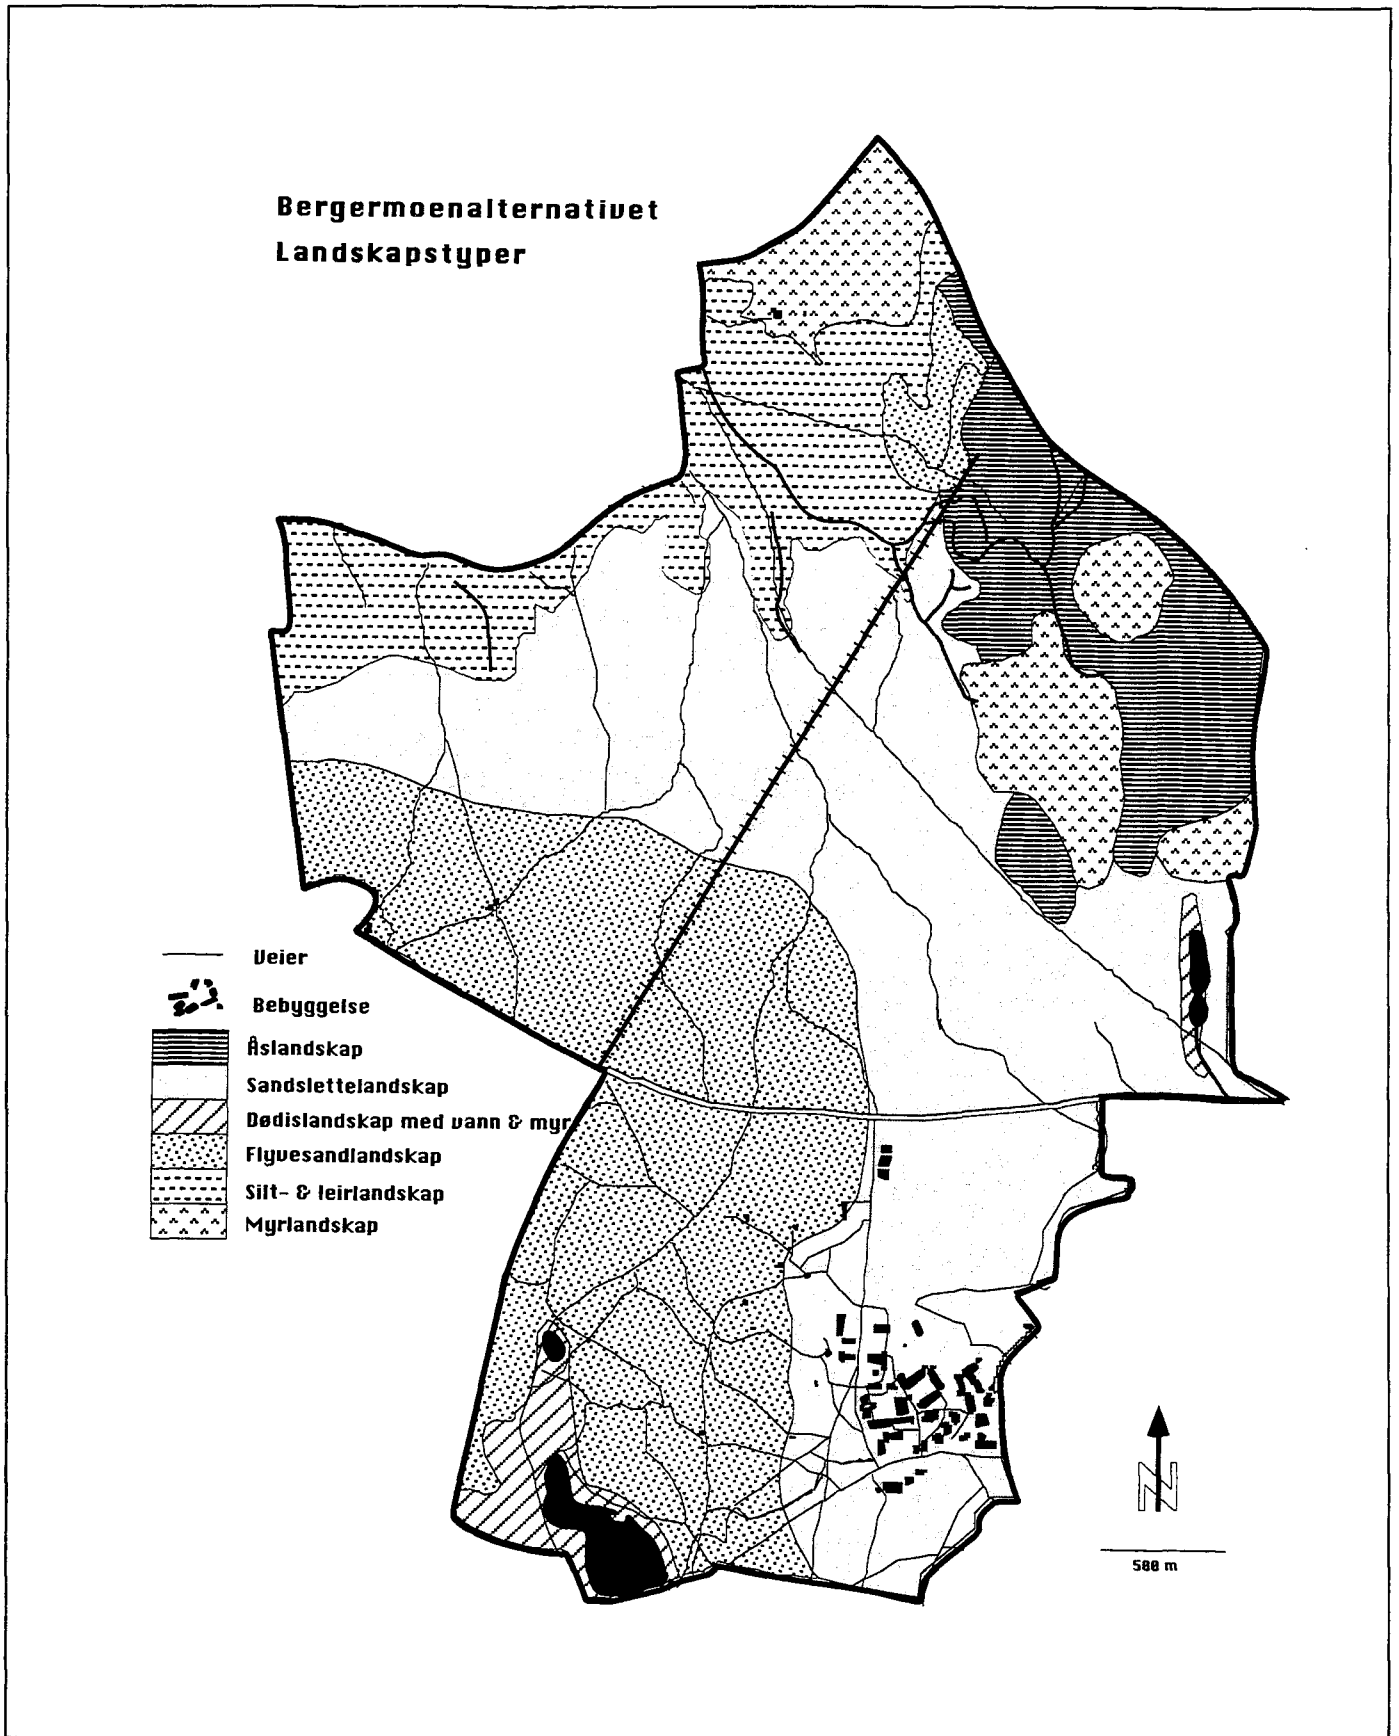 Bergermoenalternativet
Landskapstyper
Veier
Bebyggelse
Åslandskap
Sandslettelandskap
Dødislandskap med vann & myr
Flyvesandlandskap
Silt- & leirlandskap
Myrlandskap
N
500 m